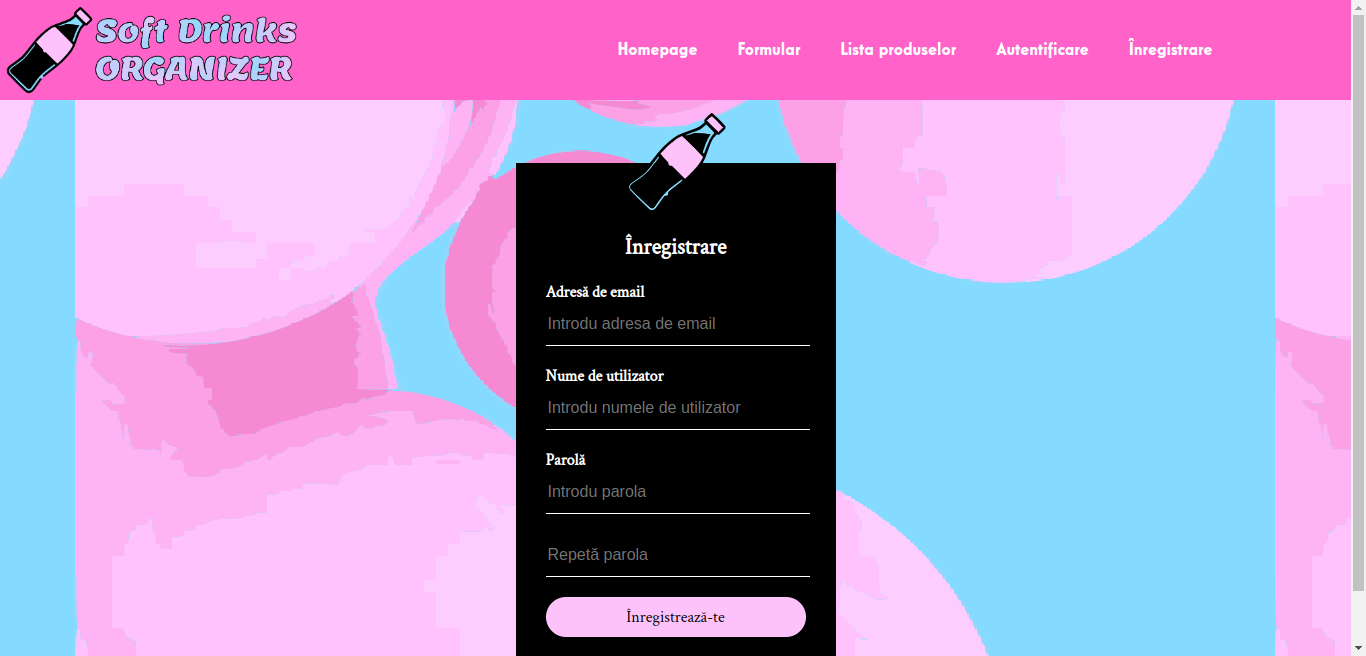 Soft Drinks
ORGANIZER
Homepage Formular Lista produselor Autentificare Înregistrare
Înregistrare
Adresă de email
Introdu adresa de email
Nume de utilizator
Introdu numele de utilizator
Parolă
Introdu parola
Repetă parola
Înregistrează-te